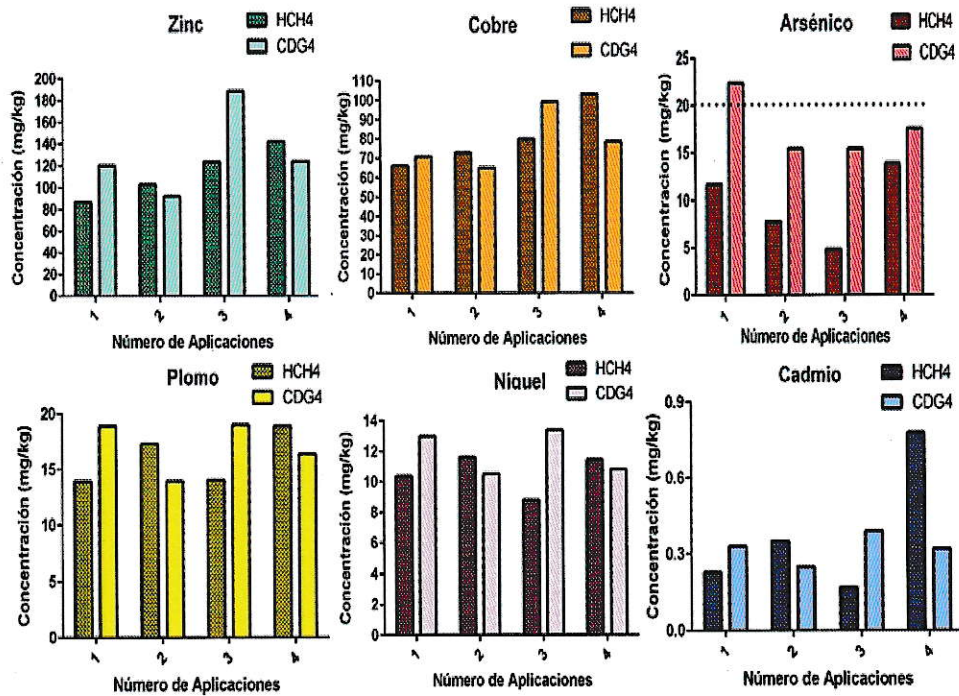 Zinc
HCH4
CDG4
Concentración (mg/kg)
200
180
160
140
120
100
80
60
40
20
0
1
2
3
4
Número de Aplicaciones
Cobre
HCH4
CDG4
Concentración (mg/kg)
110
100
90
80
70
60
50
40
30
20
10
0
1
2
3
4
Número de Aplicaciones
Arsénico
HCH4
CDG4
Concentración (mg/kg)
25
20
15
10
5
0
1
2
3
4
Número de Aplicaciones
Plomo
HCH4
CDG4
Concentración (mg/kg)
20
15
10
5
0
1
2
3
4
Número de Aplicaciones
Níquel
HCH4
CDG4
Concentración (mg/kg)
14
12
10
8
6
4
2
0
1
2
3
4
Número de Aplicaciones
Cadmio
HCH4
CDG4
Concentración (mg/kg)
0.9
0.6
0.3
0.0
1
2
3
4
Número de Aplicaciones